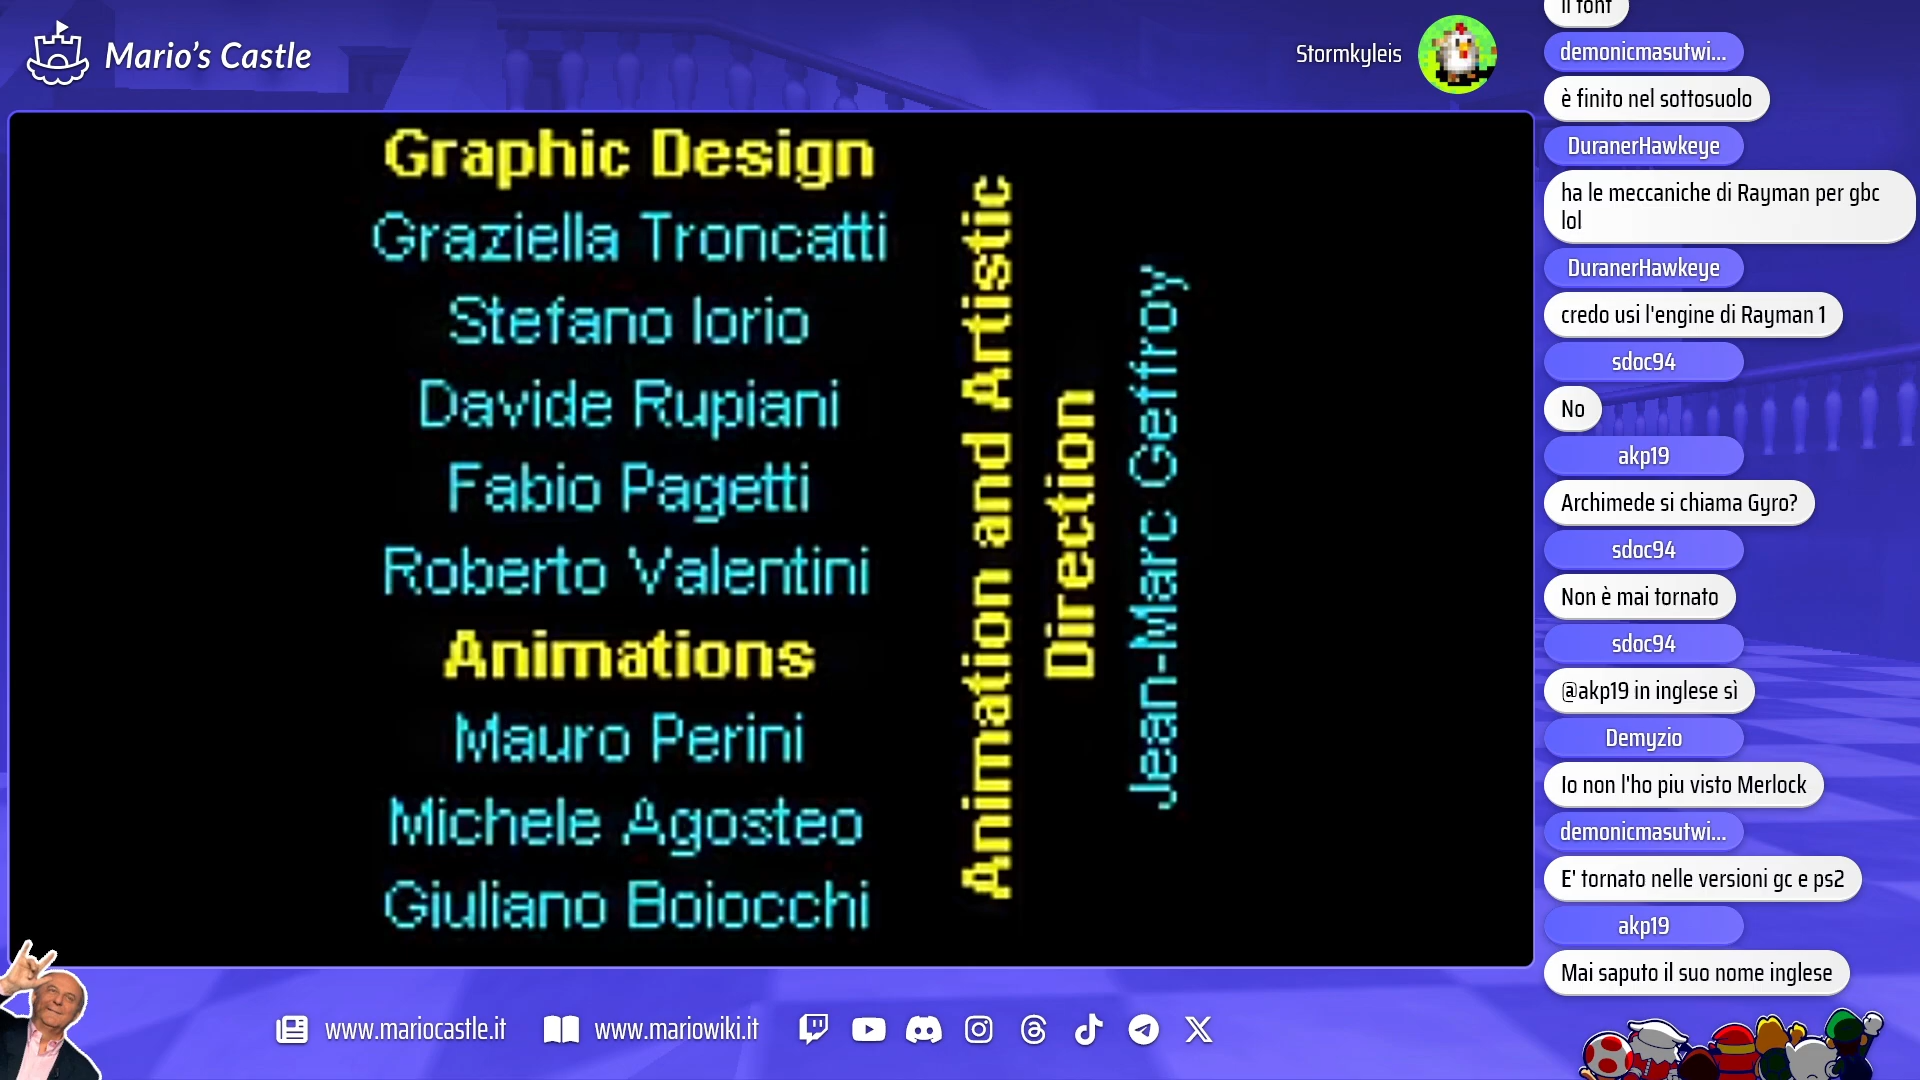 Mario's Castle
Stormkyleis
Graphic Design
Graziella Troncatti
Stefano Iorio
Davide Rupiani
Fabio Pagetti
Roberto Valentini
Animations
Mauro Perini
Michele Agosteo
Giuliano Boiocchi
Animation and Artistic
Direction
Jean-Marc Geffroy
il font
demonicmasutwi...
è finito nel sottosuolo
DuranerHawkeye
ha le meccaniche di Rayman per gbc
lol
DuranerHawkeye
credo usi l'engine di Rayman 1
sdoc94
No
akp19
Archimede si chiama Gyro?
sdoc94
Non è mai tornato
sdoc94
@akp19 in inglese sì
Demyzio
Io non l'ho piu visto Merlock
demonicmasutwi...
E' tornato nelle versioni gc e ps2
akp19
Mai saputo il suo nome inglese
www.mariocastle.it
www.mariowiki.it